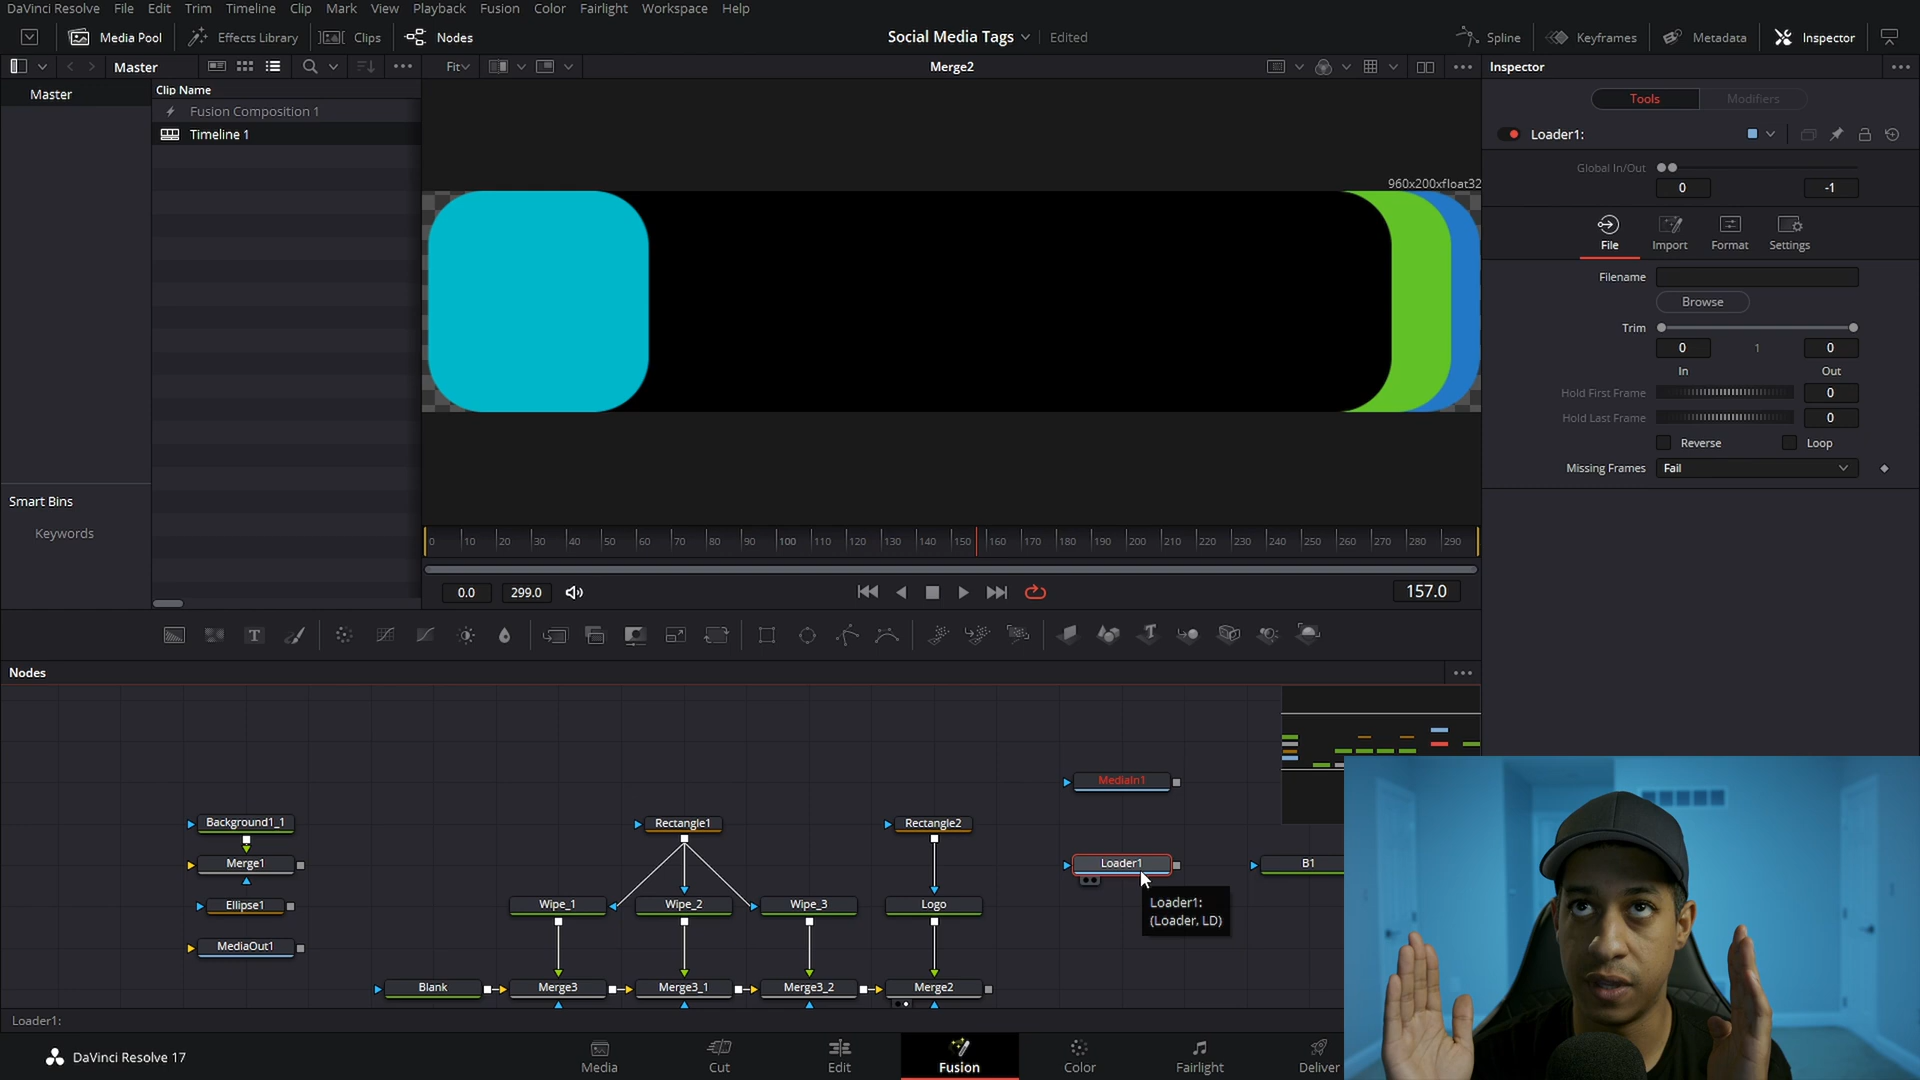 DaVinci Resolve File Edit Trim Timeline Clip Mark View Playback Fusion Color Fairlight Workspace Help
Media Pool Effects Library Clips Nodes Social Media Tags Edited Spline Keyframes Metadata Inspector
Master Fit Merge2 Inspector
Master
Clip Name
Fusion Composition 1
Timeline 1
Tools Modifiers
Loader1:
Global In/Out
0 -1
960x200xfloat32
File Import Format Settings
Filename
Browse
Trim
0 1 0
In Out
Hold First Frame 0
Hold Last Frame 0
Reverse Loop
Missing Frames Fail
Smart Bins
Keywords
0 10 20 30 40 50 60 70 80 90 100 110 120 130 140 150 160 170 180 190 200 210 220 230 240 250 260 270 280 290
0.0 299.0 157.0
Nodes
MediaIn1
Background1_1 Rectangle1 Rectangle2
Merge1 Loader1 B1
Ellipse1 Wipe_1 Wipe_2 Wipe_3 Logo
Loader1:
(Loader, LD)
MediaOut1
Blank Merge3 Merge3_1 Merge3_2 Merge2
Loader1:
DaVinci Resolve 17
Media Cut Edit Fusion Color Fairlight Deliver